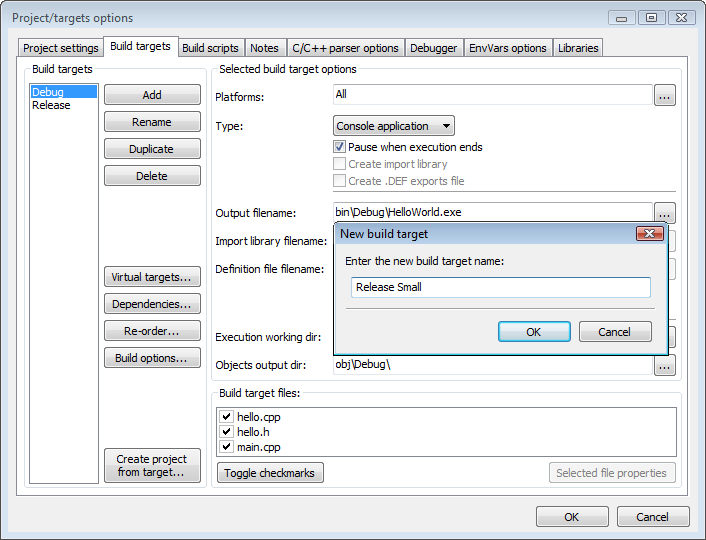 Project/targets options
Project settings Build targets Build scripts Notes C/C++ parser options Debugger EnvVars options Libraries
Build targets
Debug
Release
Add
Rename
Duplicate
Delete
Virtual targets...
Dependencies...
Re-order...
Build options...
Create project
from target...
Selected build target options
Platforms: All ...
Type: Console application
Pause when execution ends
Create import library
Create .DEF exports file
Output filename: bin\Debug\HelloWorld.exe ...
Import library filename:
Definition file filename:
Execution working dir:
Objects output dir: obj\Debug\ ...
New build target
Enter the new build target name:
Release Small
OK Cancel
Build target files:
hello.cpp
hello.h
main.cpp
Toggle checkmarks Selected file properties
OK Cancel